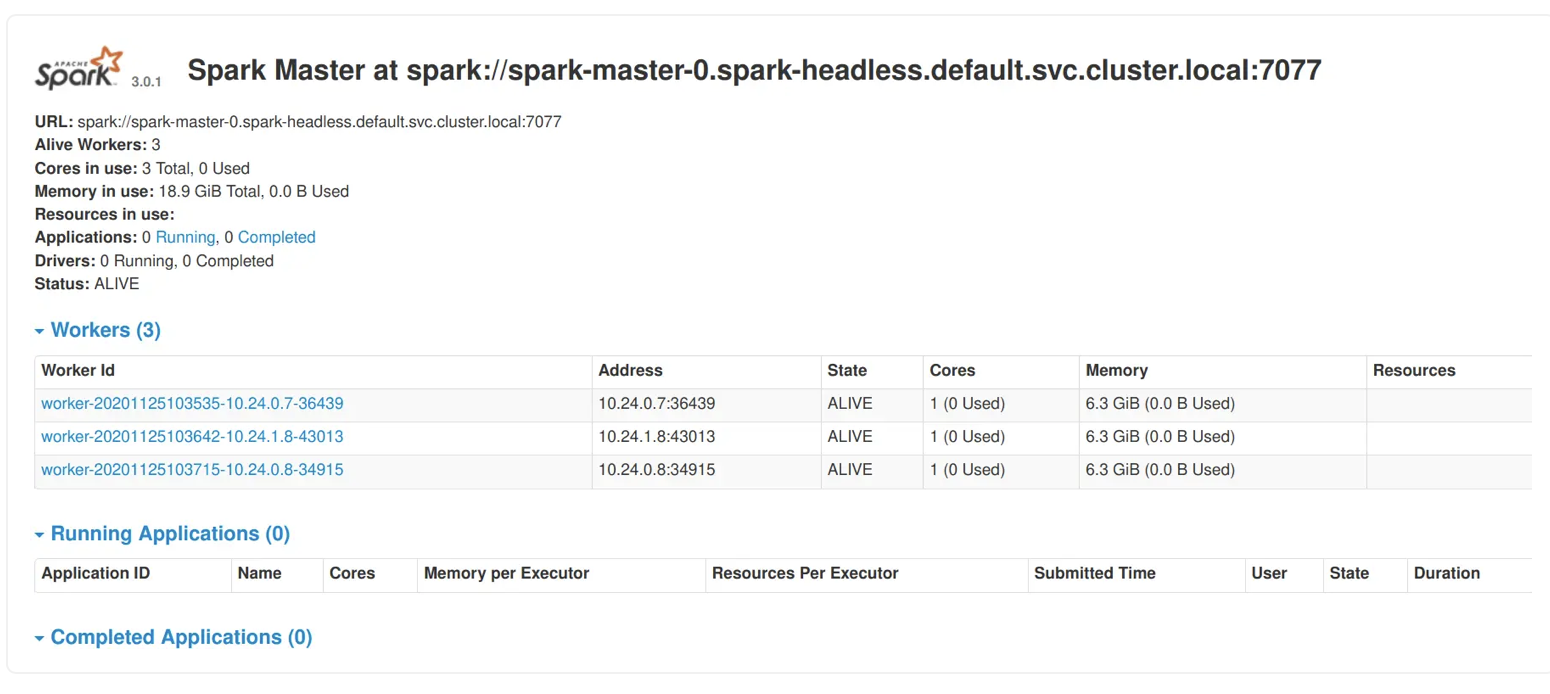 APACHE
Spark 3.0.1 Spark Master at spark://spark-master-0.spark-headless.default.svc.cluster.local:7077
URL: spark://spark-master-0.spark-headless.default.svc.cluster.local:7077
Alive Workers: 3
Cores in use: 3 Total, 0 Used
Memory in use: 18.9 GiB Total, 0.0 B Used
Resources in use:
Applications: 0 Running, 0 Completed
Drivers: 0 Running, 0 Completed
Status: ALIVE
Workers (3)
Worker Id Address State Cores Memory Resources
worker-20201125103535-10.24.0.7-36439 10.24.0.7:36439 ALIVE 1 (0 Used) 6.3 GiB (0.0 B Used)
worker-20201125103642-10.24.1.8-43013 10.24.1.8:43013 ALIVE 1 (0 Used) 6.3 GiB (0.0 B Used)
worker-20201125103715-10.24.0.8-34915 10.24.0.8:34915 ALIVE 1 (0 Used) 6.3 GiB (0.0 B Used)
Running Applications (0)
Application ID Name Cores Memory per Executor Resources Per Executor Submitted Time User State Duration
Completed Applications (0)